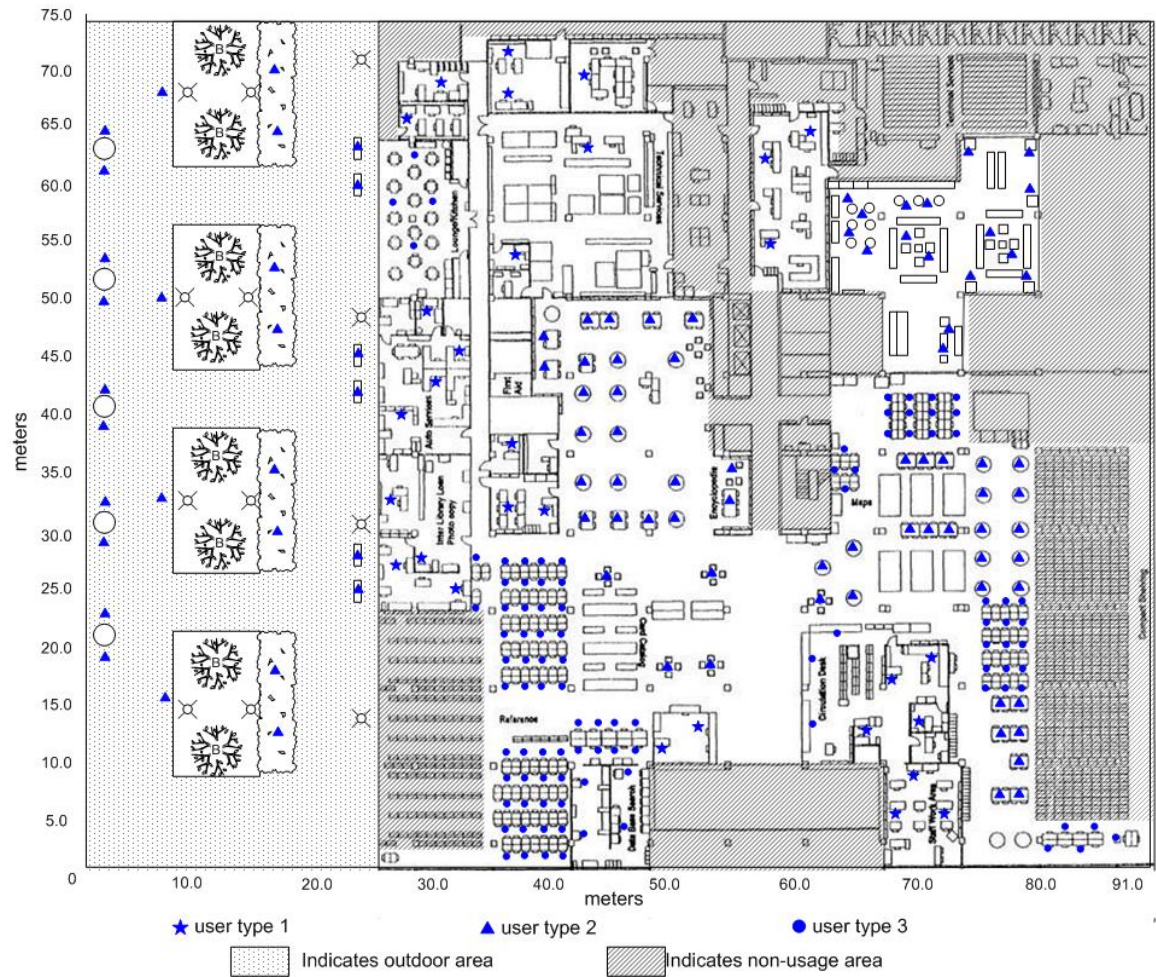 75.0
70.0
65.0
60.0
55.0
50.0
45.0
40.0
35.0
30.0
25.0
20.0
15.0
10.0
5.0
0
meters
B
B
B
B
B
B
B
B
Lounge/Kitchen
Technical Services
First Aid
Auto Services
Inter Library Loan
Photo copy
Encyclopedia
Maps
Card Catalog
Circulation Desk
Compact Shelving
Reference
Data Base Search
Staff Work Area
10.0 20.0 30.0 40.0 50.0 60.0 70.0 80.0 91.0
meters
user type 1 user type 2 user type 3
Indicates outdoor area Indicates non-usage area